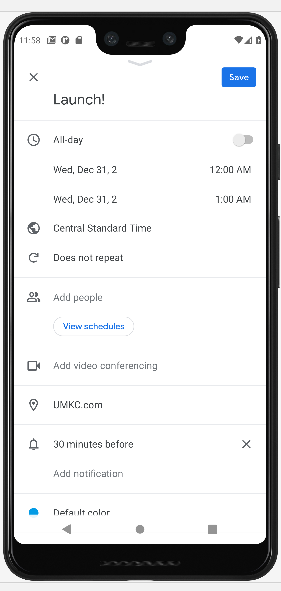 11:58
Save
Launch!
All-day
Wed, Dec 31, 2 12:00 AM
Wed, Dec 31, 2 1:00 AM
Central Standard Time
Does not repeat
Add people
View schedules
Add video conferencing
UMKC.com
30 minutes before
Add notification
Default color